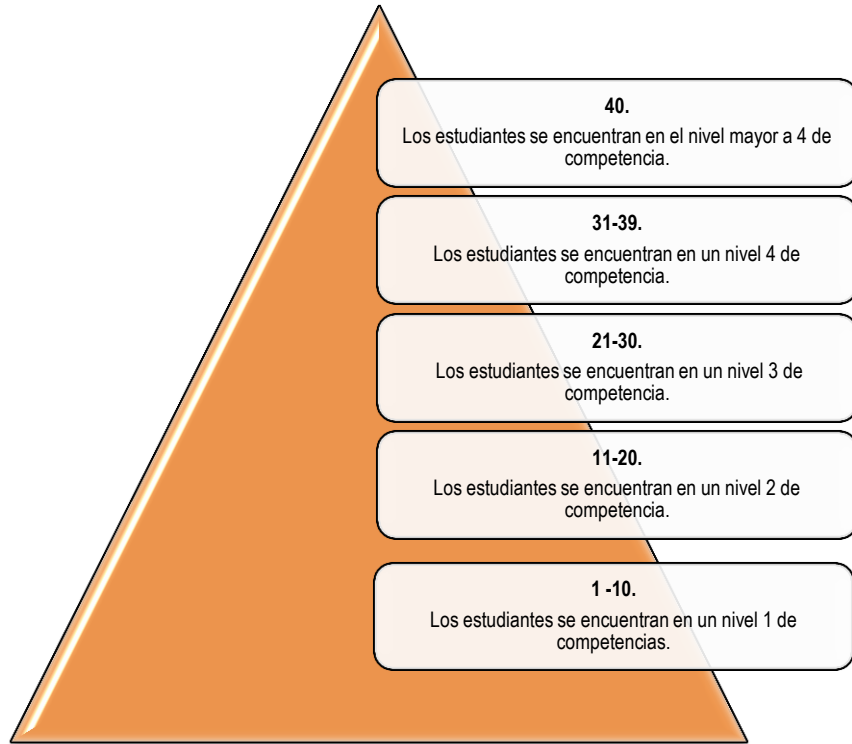 40.
Los estudiantes se encuentran en el nivel mayor a 4 de
competencia.
31-39.
Los estudiantes se encuentran en un nivel 4 de
competencia.
21-30.
Los estudiantes se encuentran en un nivel 3 de
competencia.
11-20.
Los estudiantes se encuentran en un nivel 2 de
competencia.
1 -10.
Los estudiantes se encuentran en un nivel 1 de
competencias.